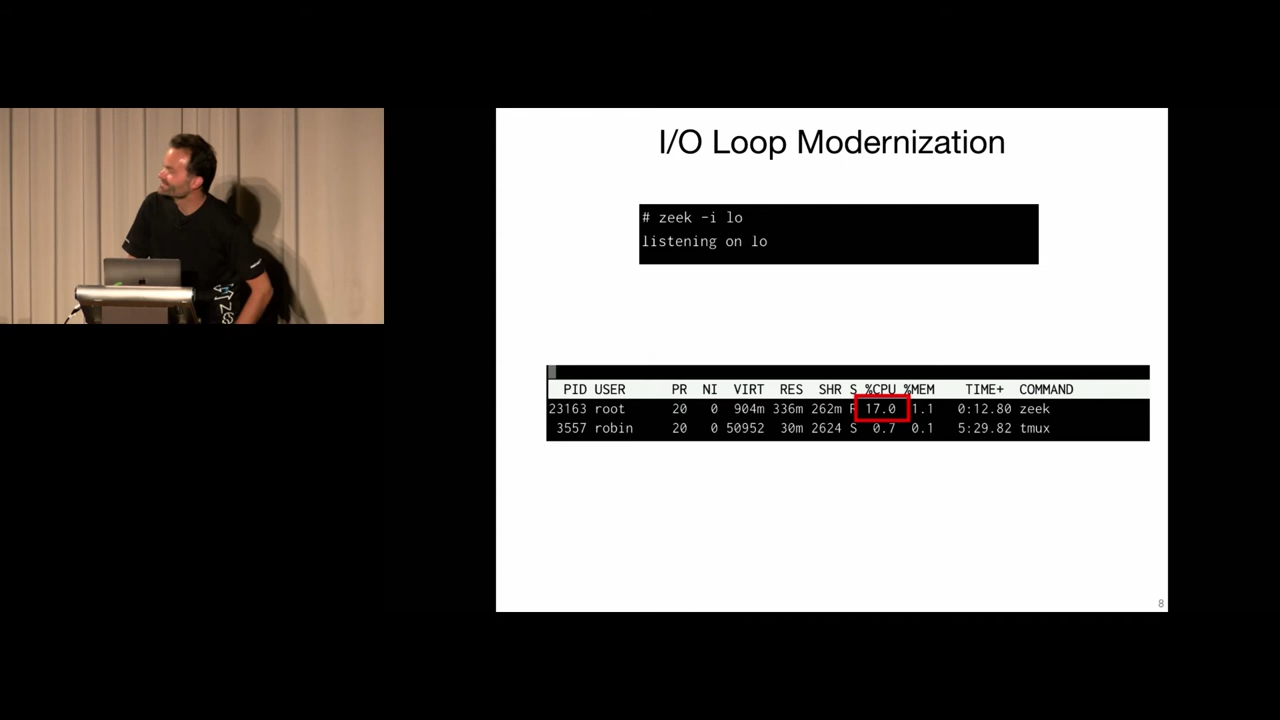 I/O Loop Modernization
# zeek -i lo
listening on lo
PID USER PR NI VIRT RES SHR S %CPU %MEM TIME+ COMMAND
23163 root 20 0 904m 336m 262m R 17.0 1.1 0:12.80 zeek
3557 robin 20 0 50952 30m 2624 S 0.7 0.1 5:29.82 tmux
8